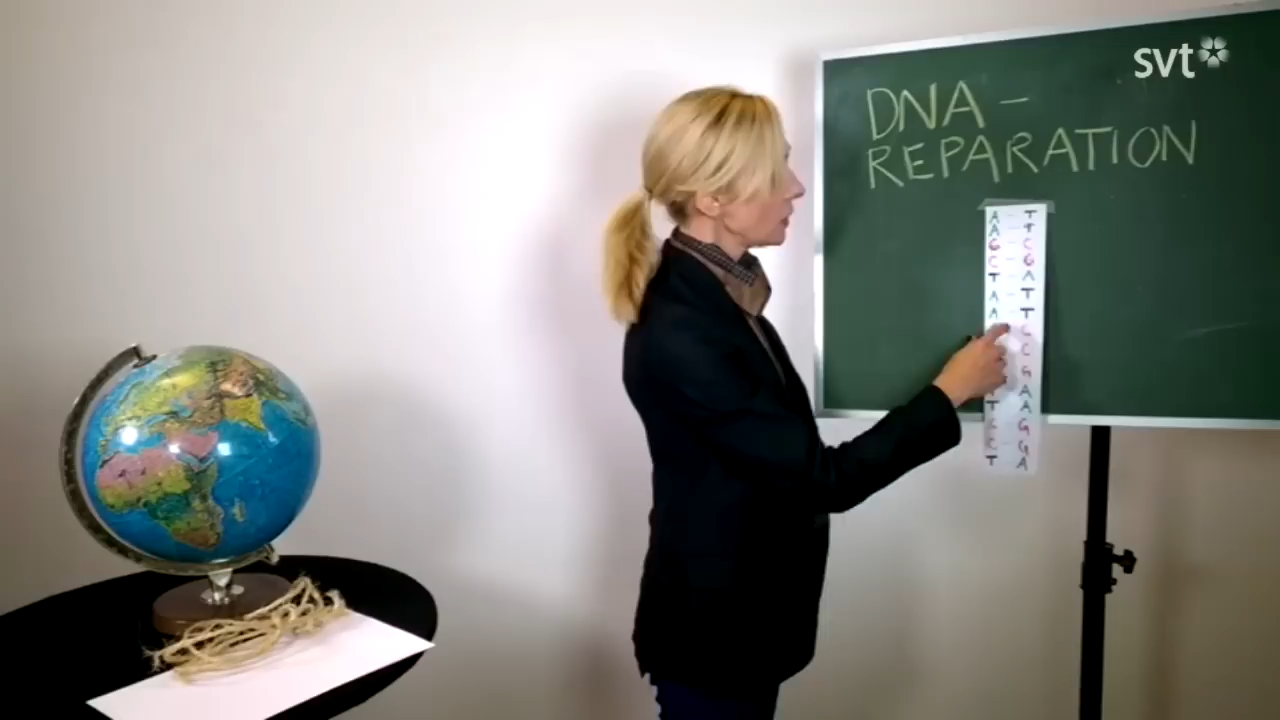 svt
DNA-
REPARATION
A - T
A - T
G - C
C - G
T - A
A - T
A - T
C
C
G
A
T A
C G
C G
T A